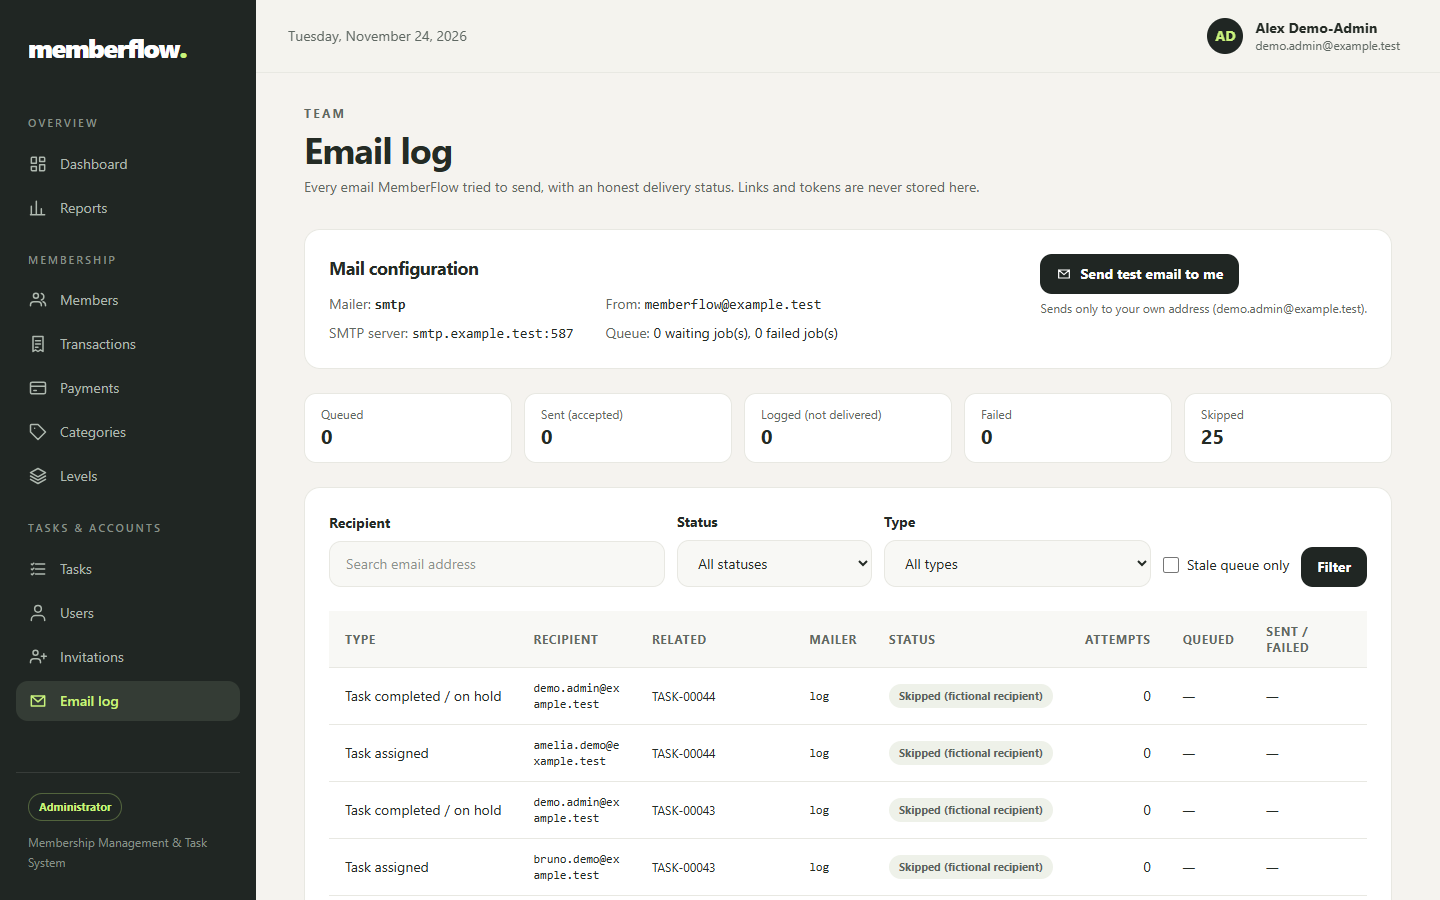 memberflow.
Tuesday, November 24, 2026
AD
Alex Demo-Admin
demo.admin@example.test
OVERVIEW
Dashboard
Reports
MEMBERSHIP
Members
Transactions
Payments
Categories
Levels
TASKS & ACCOUNTS
Tasks
Users
Invitations
Email log
Administrator
Membership Management & Task
System
TEAM
Email log
Every email MemberFlow tried to send, with an honest delivery status. Links and tokens are never stored here.
Mail configuration
Mailer: smtp
From: memberflow@example.test
SMTP server: smtp.example.test:587
Queue: 0 waiting job(s), 0 failed job(s)
Send test email to me
Sends only to your own address (demo.admin@example.test).
Queued
0
Sent (accepted)
0
Logged (not delivered)
0
Failed
0
Skipped
25
Recipient
Search email address
Status
All statuses
Type
All types
Stale queue only
Filter
TYPE RECIPIENT RELATED MAILER STATUS ATTEMPTS QUEUED SENT /
FAILED
Task completed / on hold demo.admin@ex TASK-00044 log Skipped (fictional recipient) 0 — —
ample.test
Task assigned amelia.demo@e TASK-00044 log Skipped (fictional recipient) 0 — —
xample.test
Task completed / on hold demo.admin@ex TASK-00043 log Skipped (fictional recipient) 0 — —
ample.test
Task assigned bruno.demo@ex TASK-00043 log Skipped (fictional recipient) 0 — —
ample.test